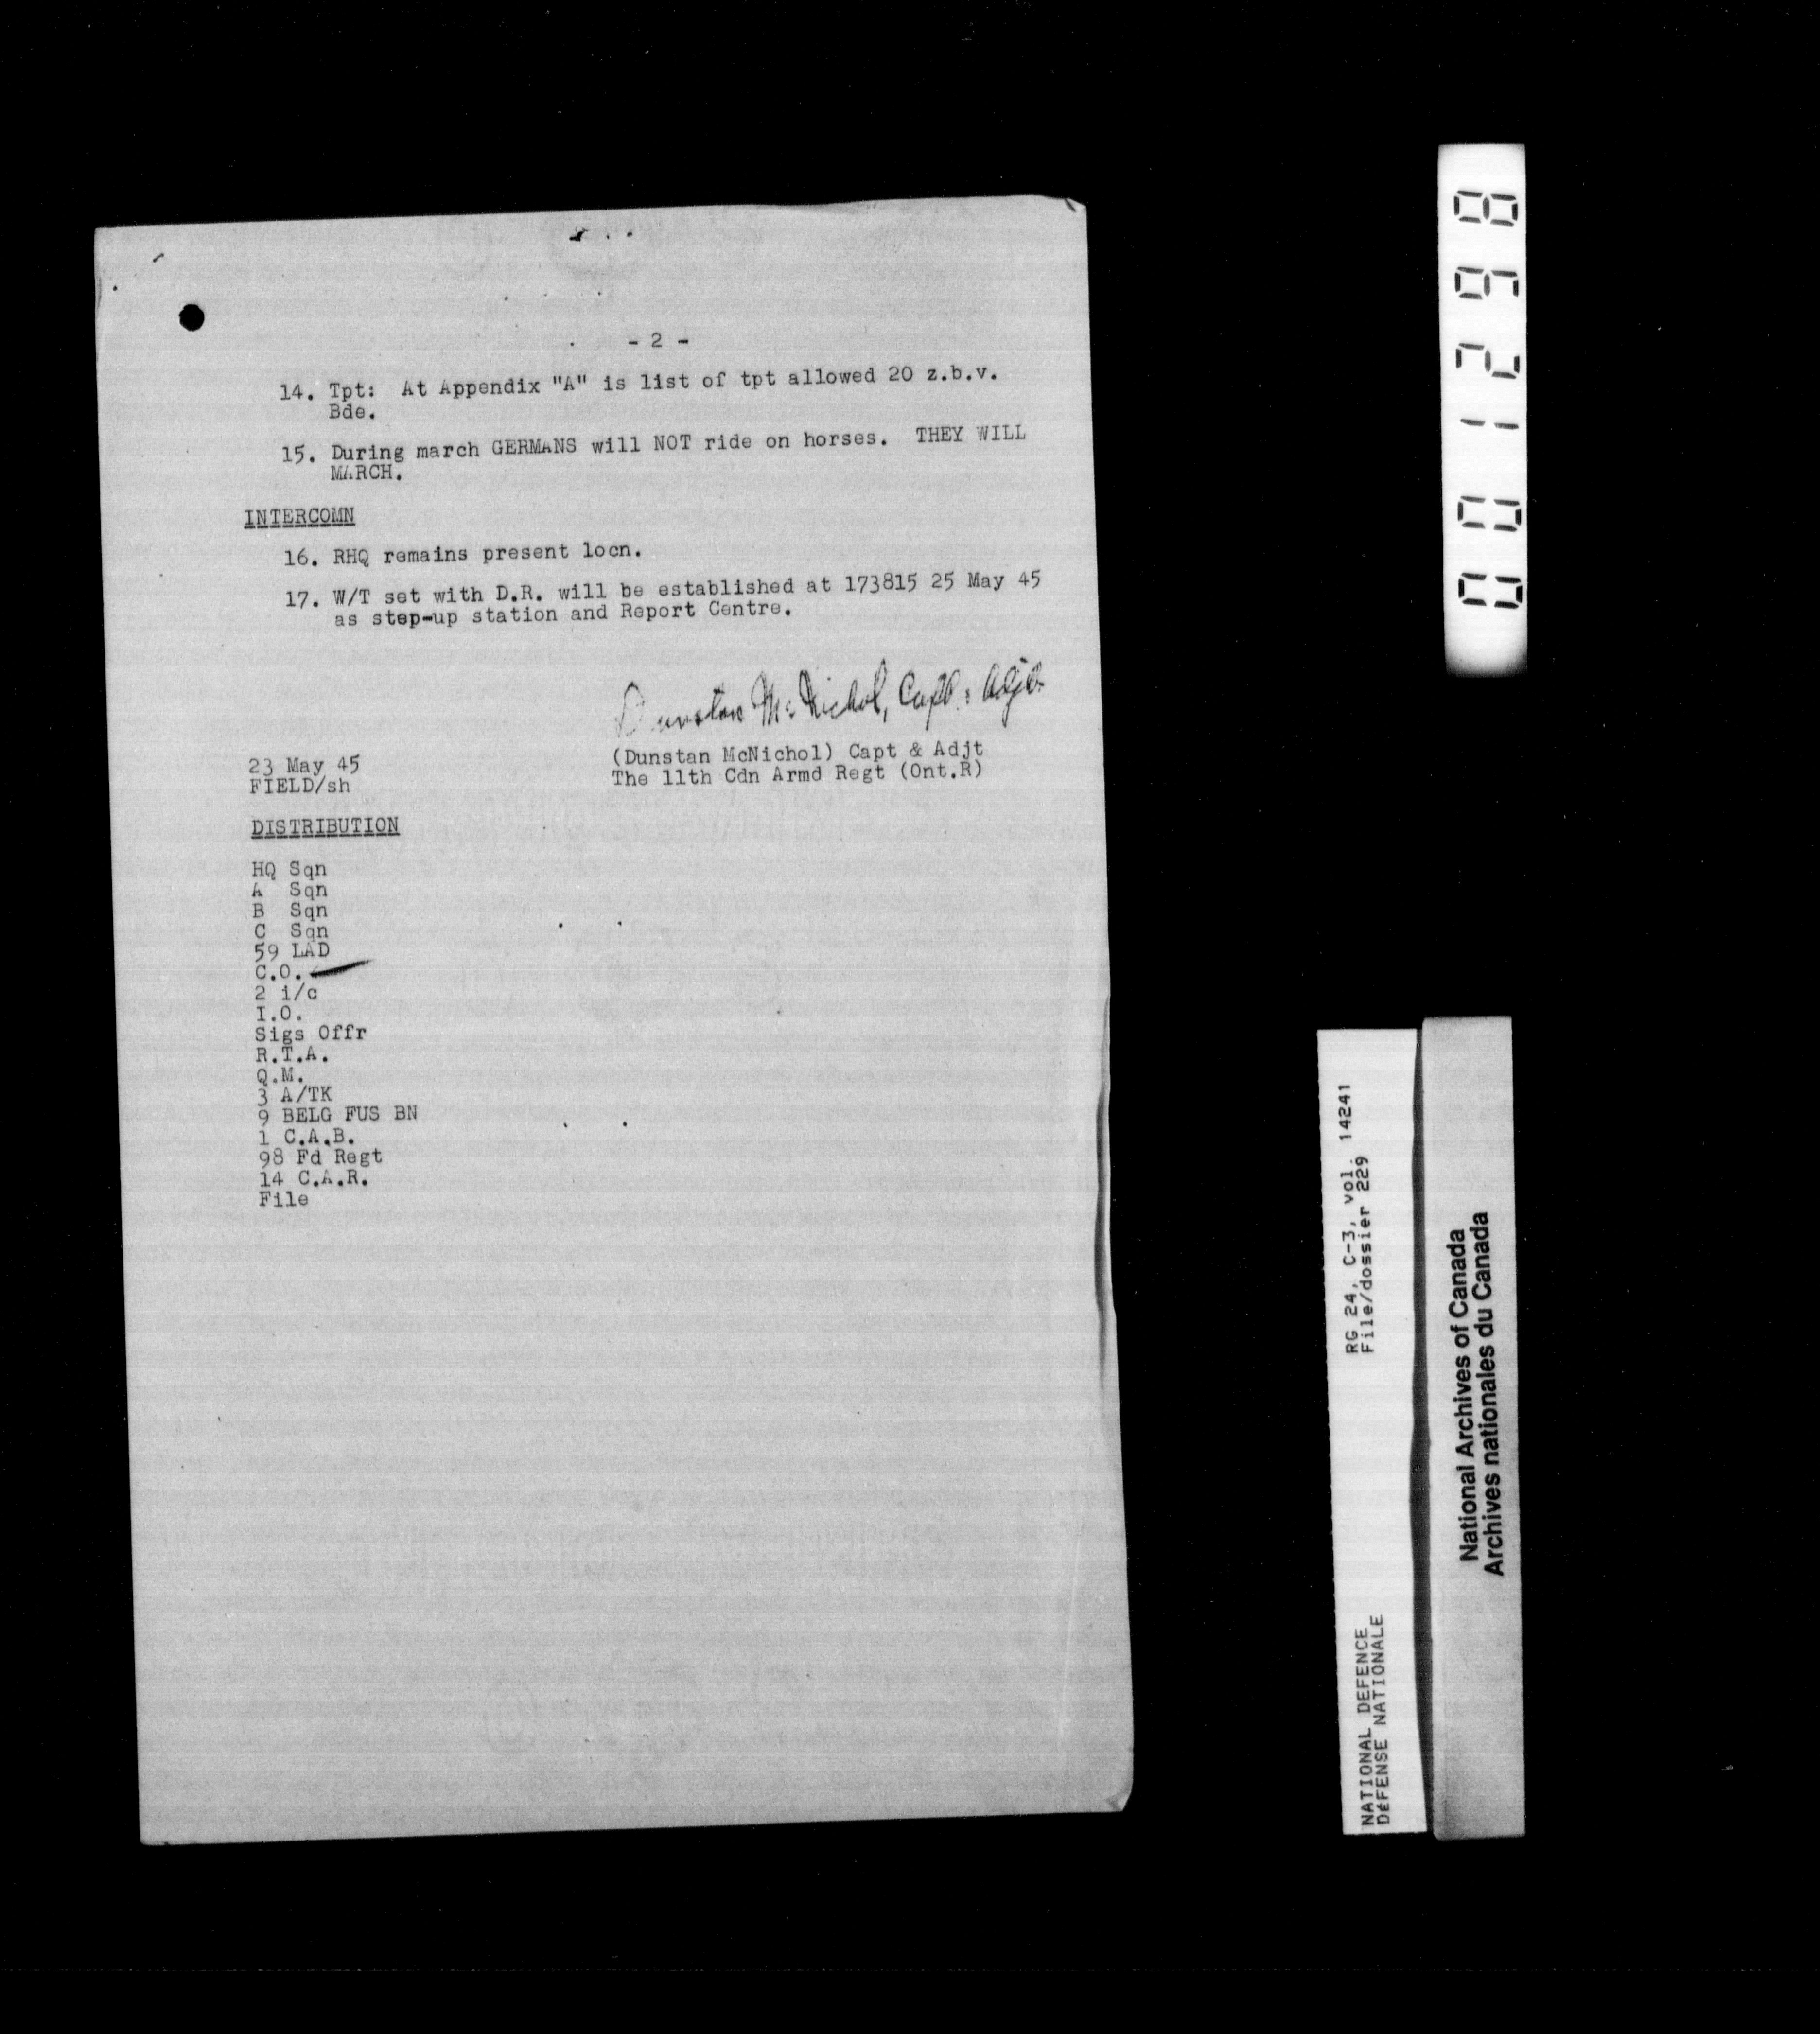 - 2 -
14. Tpt: At Appendix "A" is list of tpt allowed 20 z.b.v.
Bde.
15. During march GERMANS will NOT ride on horses. THEY WILL
MARCH.
INTERCOMN
16. RHQ remains present locn.
17. W/T set with D.R. will be established at 173815 25 May 45
as step-up station and Report Centre.
Dunstan McNichol, Capt & Adjt
(Dunstan McNichol) Capt & Adjt
The 11th Cdn Armd Regt (Ont.R)
23 May 45
FIELD/sh
DISTRIBUTION
HQ Sqn
A Sqn
B Sqn
C Sqn
59 LAD
C.O.
2 i/c
I.O.
Sigs Offr
R.T.A.
Q.M.
3 A/TK
9 BELG FUS BN
1 C.A.B.
98 Fd Regt
14 C.A.R.
File
001298
RG 24, C-3, vol. 14241
File/dossier 229
NATIONAL DEFENCE
DÉFENSE NATIONALE
National Archives of Canada
Archives nationales du Canada